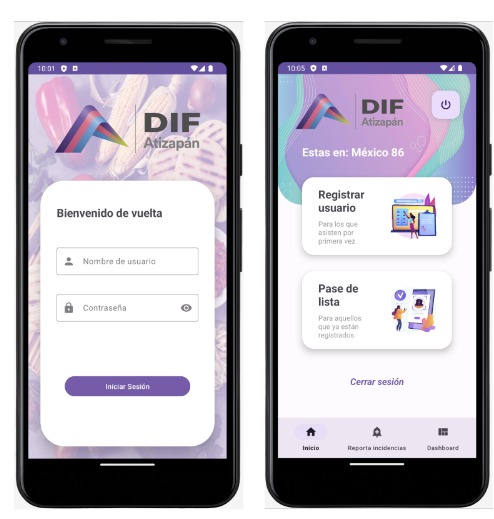 10:01
DIF
Atizapán
Bienvenido de vuelta
Nombre de usuario
Contraseña
Iniciar Sesión
10:05
DIF
Atizapán
Estas en: México 86
Registrar
usuario
Para los que
asisten por
primera vez
Pase de
lista
Para aquellos
que ya están
registrados
Cerrar sesión
Inicio
Reporta incidencias
Dashboard